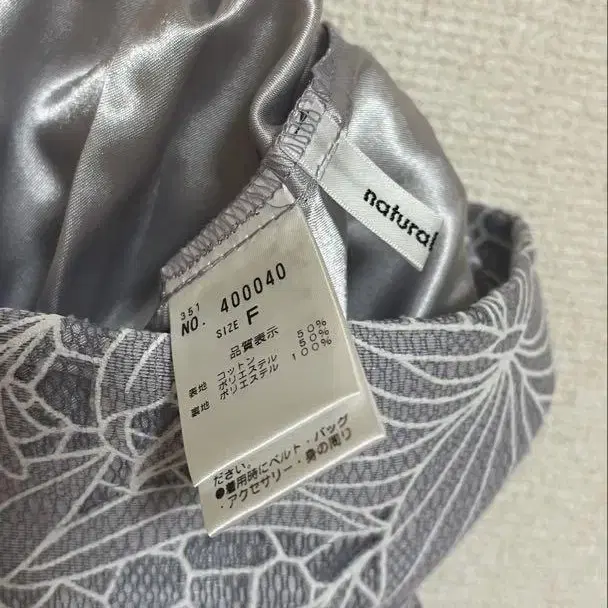 natural
351
NO. 400040
SIZE F
品質表示
表地 コットン 50%
ポリエステル 50%
裏地 ポリエステル 100%
ださい。
●着用時にベルト・バッグ
・アクセサリー・身の周り